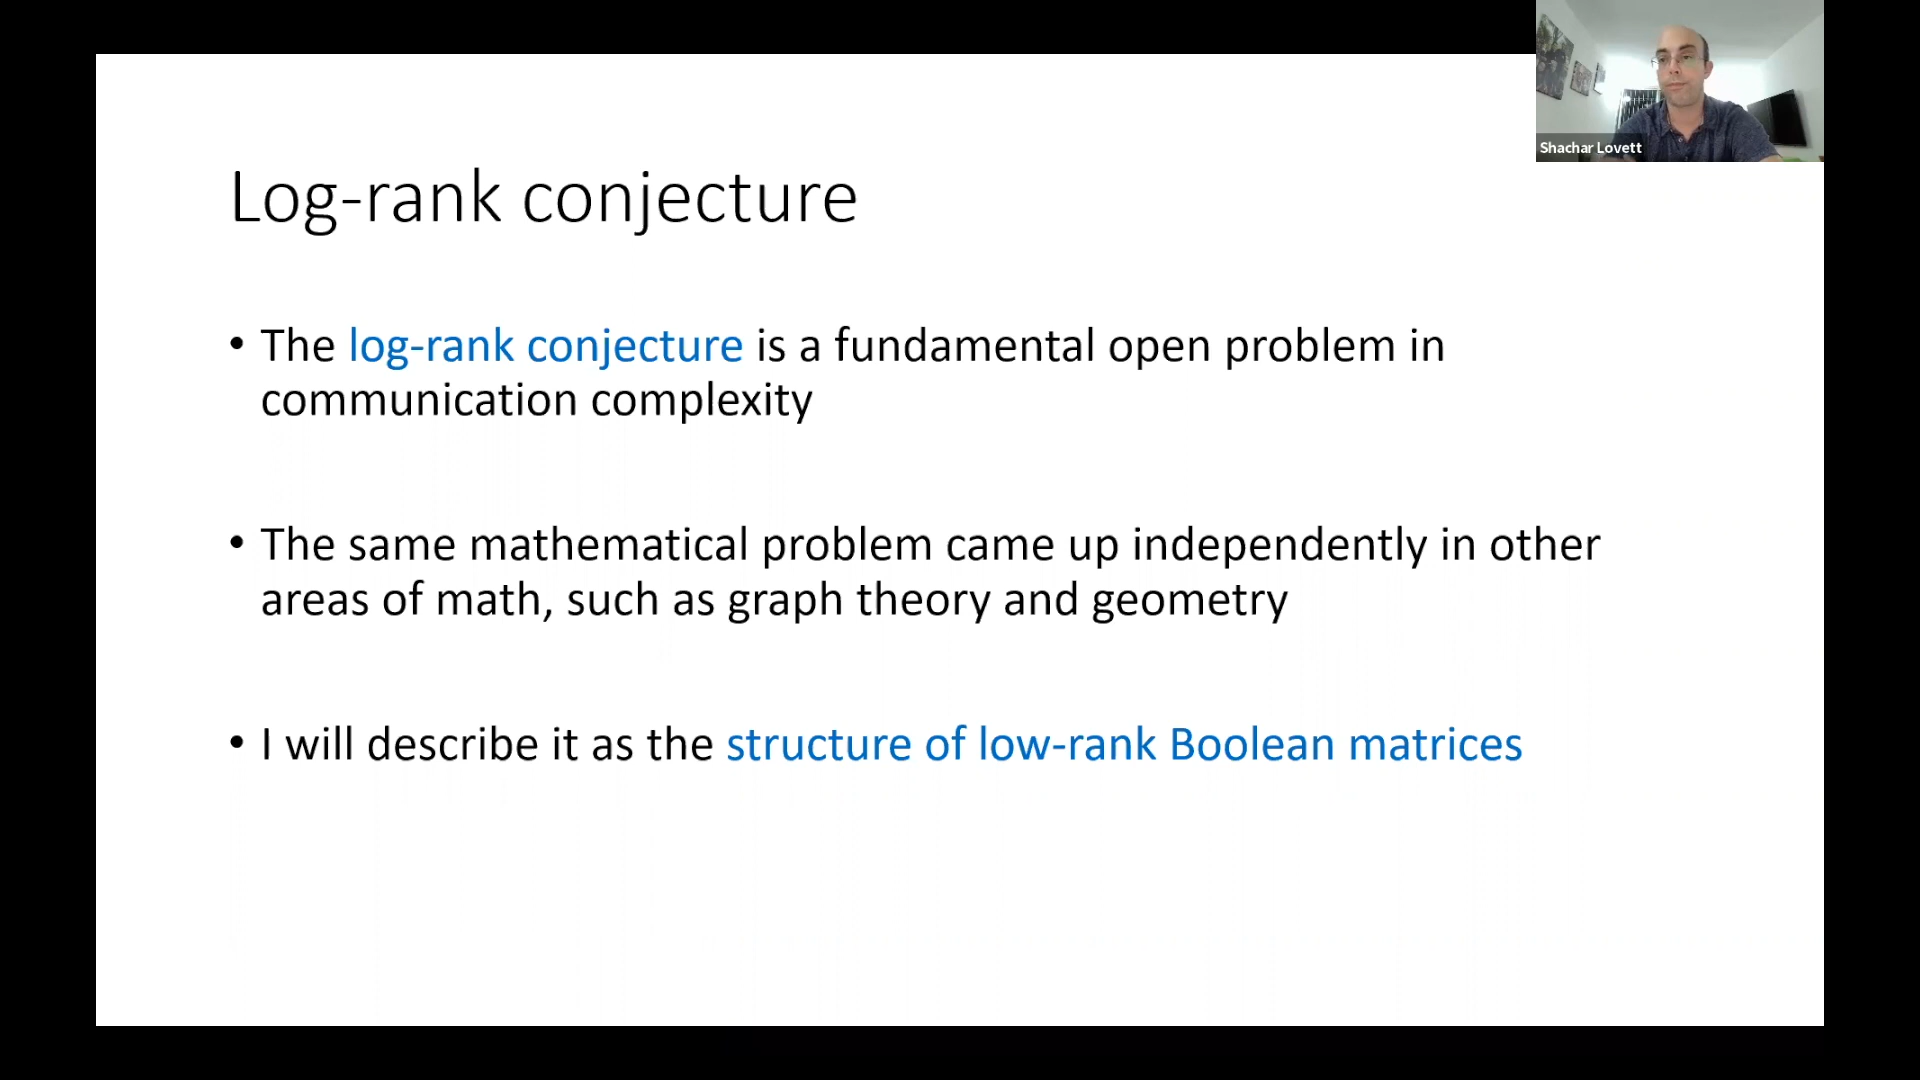 Shachar Lovett
Log-rank conjecture
• The log-rank conjecture is a fundamental open problem in
communication complexity
• The same mathematical problem came up independently in other
areas of math, such as graph theory and geometry
• I will describe it as the structure of low-rank Boolean matrices